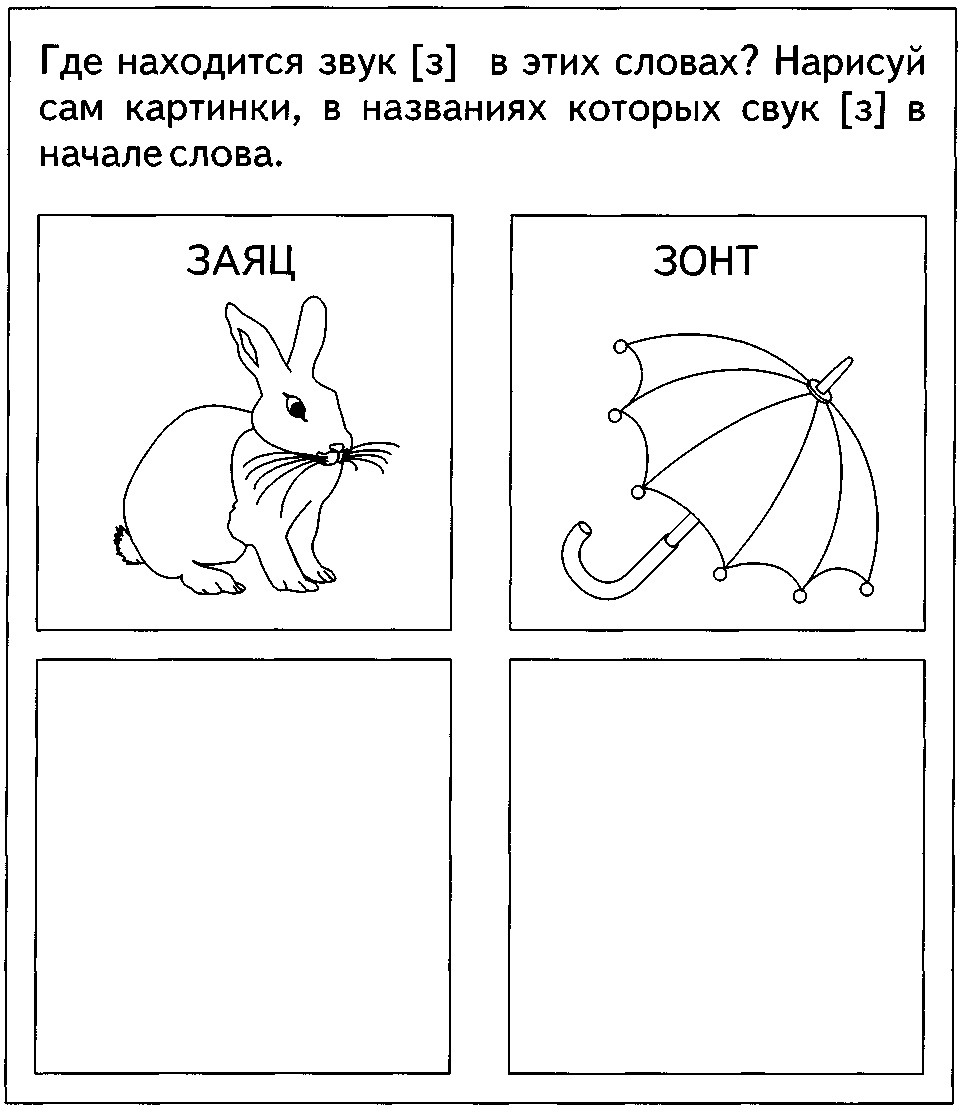 Где находится звук [з] в этих словах? Нарисуй
сам картинки, в названиях которых свук [з] в
начале слова.
ЗАЯЦ
ЗОНТ